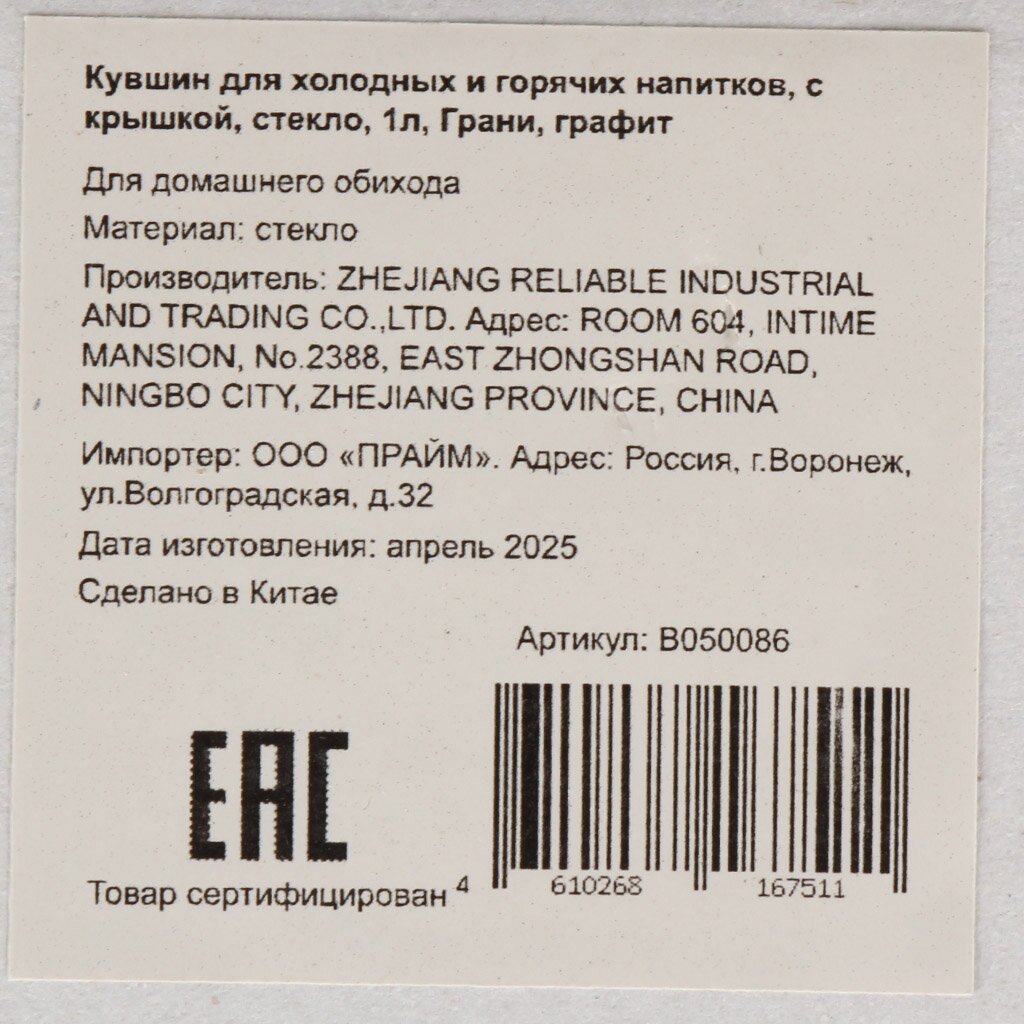 Кувшин для холодных и горячих напитков, с
крышкой, стекло, 1л, Грани, графит
Для домашнего обихода
Материал: стекло
Производитель: ZHEJIANG RELIABLE INDUSTRIAL
AND TRADING CO.,LTD. Адрес: ROOM 604, INTIME
MANSION, No.2388, EAST ZHONGSHAN ROAD,
NINGBO CITY, ZHEJIANG PROVINCE, CHINA
Импортер: ООО «ПРАЙМ». Адрес: Россия, г.Воронеж,
ул.Волгоградская, д.32
Дата изготовления: апрель 2025
Сделано в Китае
Артикул: B050086
EAC
Товар сертифицирован
4 610268 167511